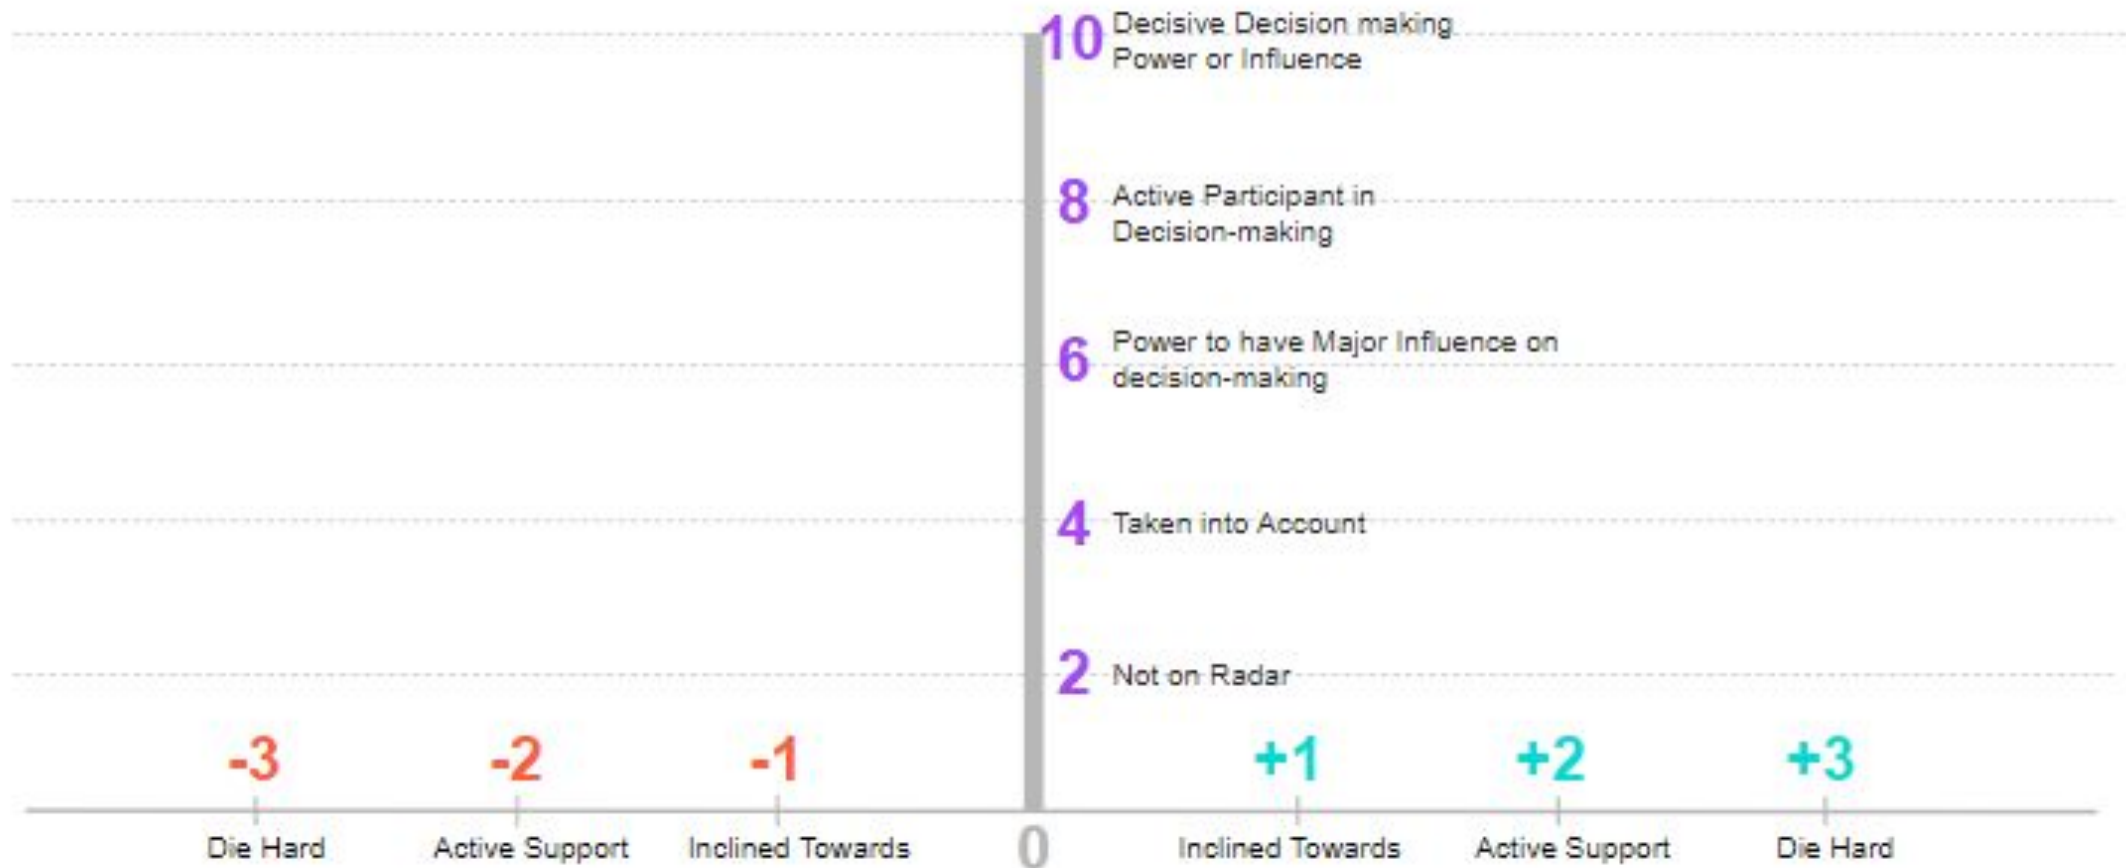 10 Decisive Decision making
Power or Influence
8 Active Participant in
Decision-making
6 Power to have Major Influence on
decision-making
4 Taken into Account
2 Not on Radar
-3 -2 -1 +1 +2 +3
Die Hard Active Support Inclined Towards 0 Inclined Towards Active Support Die Hard